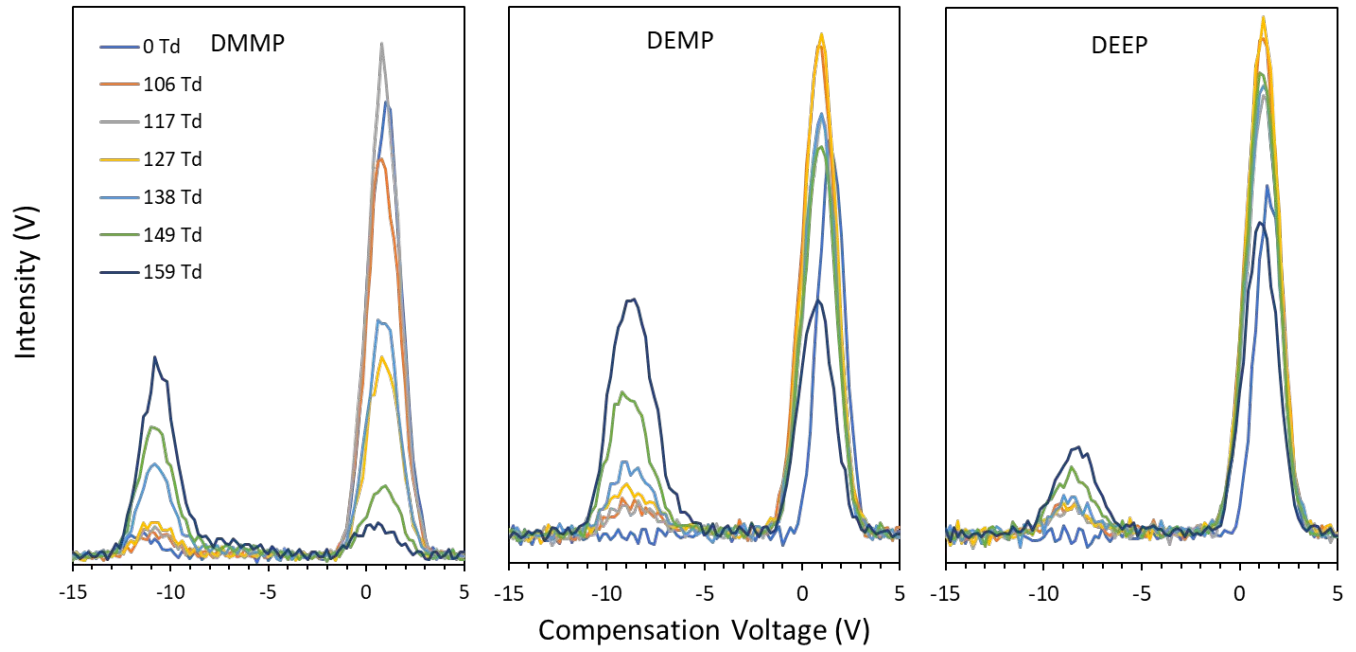 DMMP
0 Td
106 Td
117 Td
127 Td
138 Td
149 Td
159 Td
DEMP
DEEP
Intensity (V)
-15 -10 -5 0 5
-15 -10 -5 0 5
-15 -10 -5 0 5
Compensation Voltage (V)